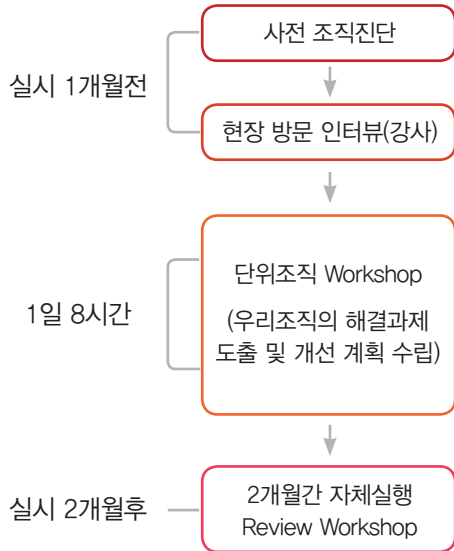 사전 조직진단
실시 1개월전
현장 방문 인터뷰(강사)
단위조직 Workshop
(우리조직의 해결과제
도출 및 개선 계획 수립)
1일 8시간
2개월간 자체실행
Review Workshop
실시 2개월후